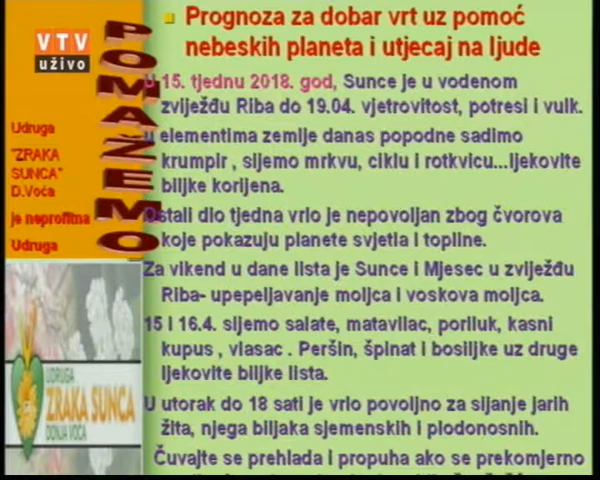 VTV
uživo
POMAŽEMO
Udruga
"ZRAKA
SUNCA"
D.Voća
je neprofitna
Udruga
UDRUGA
ZRAKA SUNCA
DONJA VOĆA
Prognoza za dobar vrt uz pomoć
nebeskih planeta i utjecaj na ljude
U 15. tjednu 2018. god, Sunce je u vodenom
zviježđu Riba do 19.04. vjetrovitost, potresi i vulk.
u elementima zemlje danas popodne sadimo
krumpir , sijemo mrkvu, ciklu i rotkvicu...ljekovite
biljke korijena.
Ostali dio tjedna vrlo je nepovoljan zbog čvorova
koje pokazuju planete svjetla i topline.
Za vikend u dane lista je Sunce i Mjesec u zviježđu
Riba- upepeljavanje moljca i voskova moljca.
15 i 16.4. sijemo salate, matavilac, poriluk, kasni
kupus , vlasac . Peršin, špinat i bosiljke uz druge
ljekovite biljke lista.
U utorak do 18 sati je vrlo povoljno za sijanje jarih
žita, njega biljaka sjemenskih i plodonosnih.
Čuvajte se prehlada i propuha ako se prekomjerno